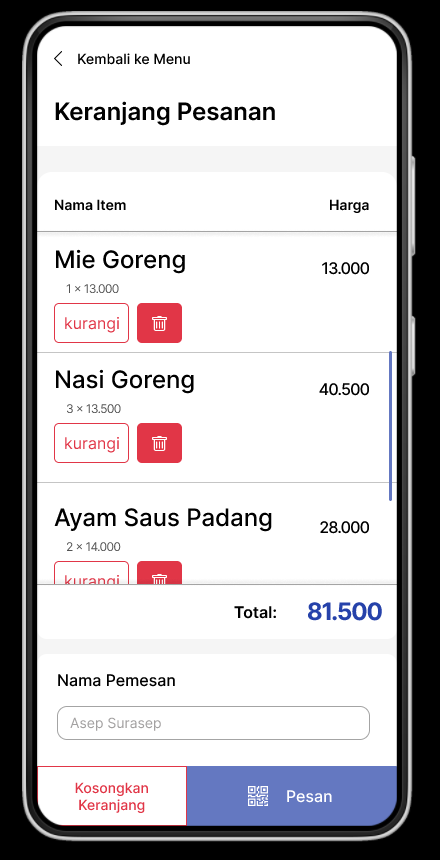 Kembali ke Menu
Keranjang Pesanan
Nama Item Harga
Mie Goreng 13.000
1 × 13.000
kurangi
Nasi Goreng 40.500
3 × 13.500
kurangi
Ayam Saus Padang 28.000
2 × 14.000
kurangi
Total: 81.500
Nama Pemesan
Asep Surasep
Kosongkan
Keranjang
Pesan